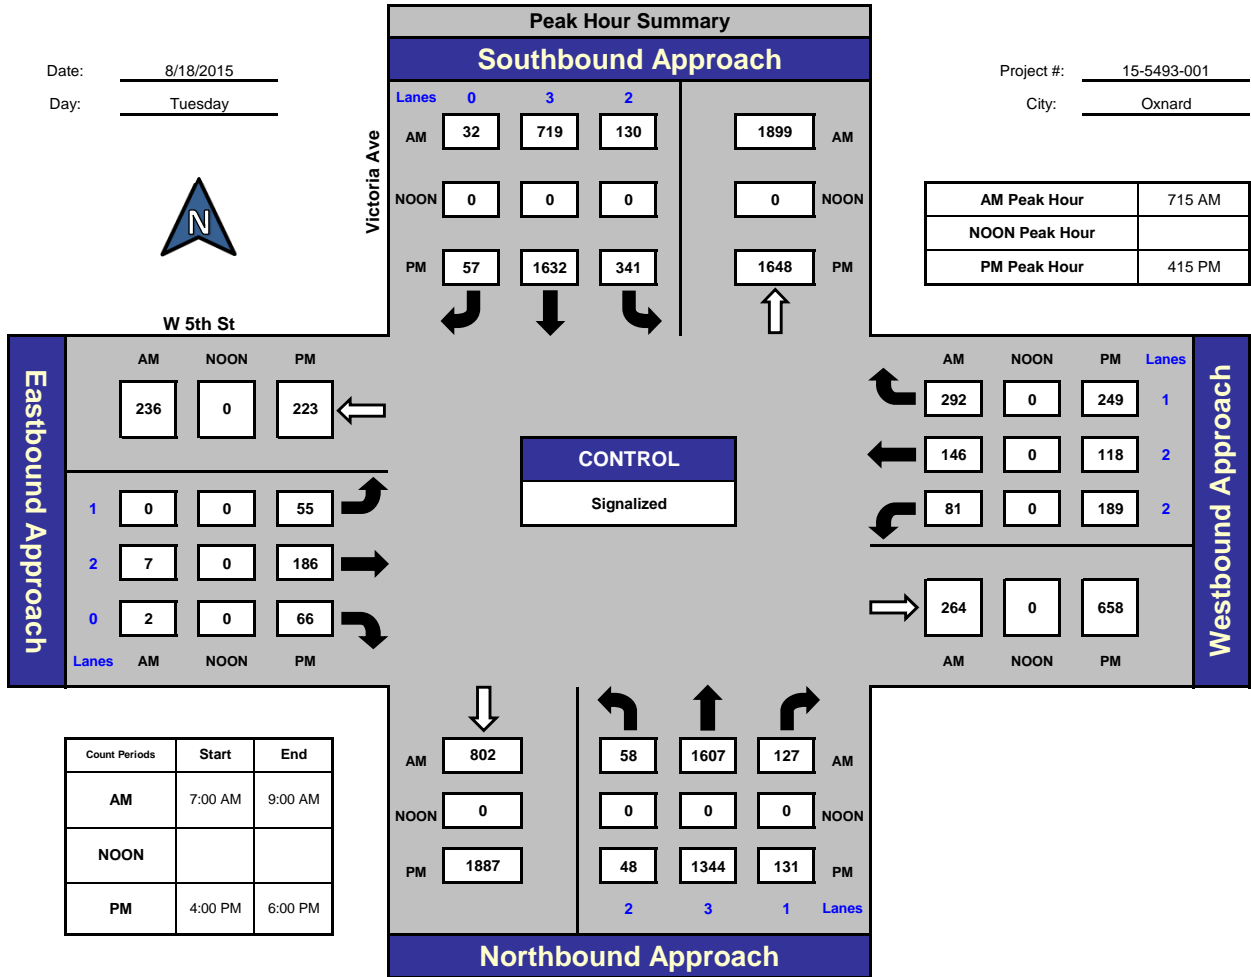 Peak Hour Summary
Southbound Approach
Date: 8/18/2015
Day: Tuesday
Project #: 15-5493-001
City: Oxnard
N
Victoria Ave
Lanes 0 3 2
AM 32 719 130 1899 AM
NOON 0 0 0 0 NOON
PM 57 1632 341 1648 PM
AM Peak Hour 715 AM
NOON Peak Hour
PM Peak Hour 415 PM
W 5th St
Eastbound Approach
AM NOON PM
236 0 223
1 0 0 55
2 7 0 186
0 2 0 66
Lanes AM NOON PM
CONTROL
Signalized
AM NOON PM Lanes
292 0 249 1
146 0 118 2
81 0 189 2
264 0 658
AM NOON PM
Westbound Approach
Count Periods Start End
AM 7:00 AM 9:00 AM
NOON
PM 4:00 PM 6:00 PM
AM 802 58 1607 127 AM
NOON 0 0 0 0 NOON
PM 1887 48 1344 131 PM
2 3 1 Lanes
Northbound Approach